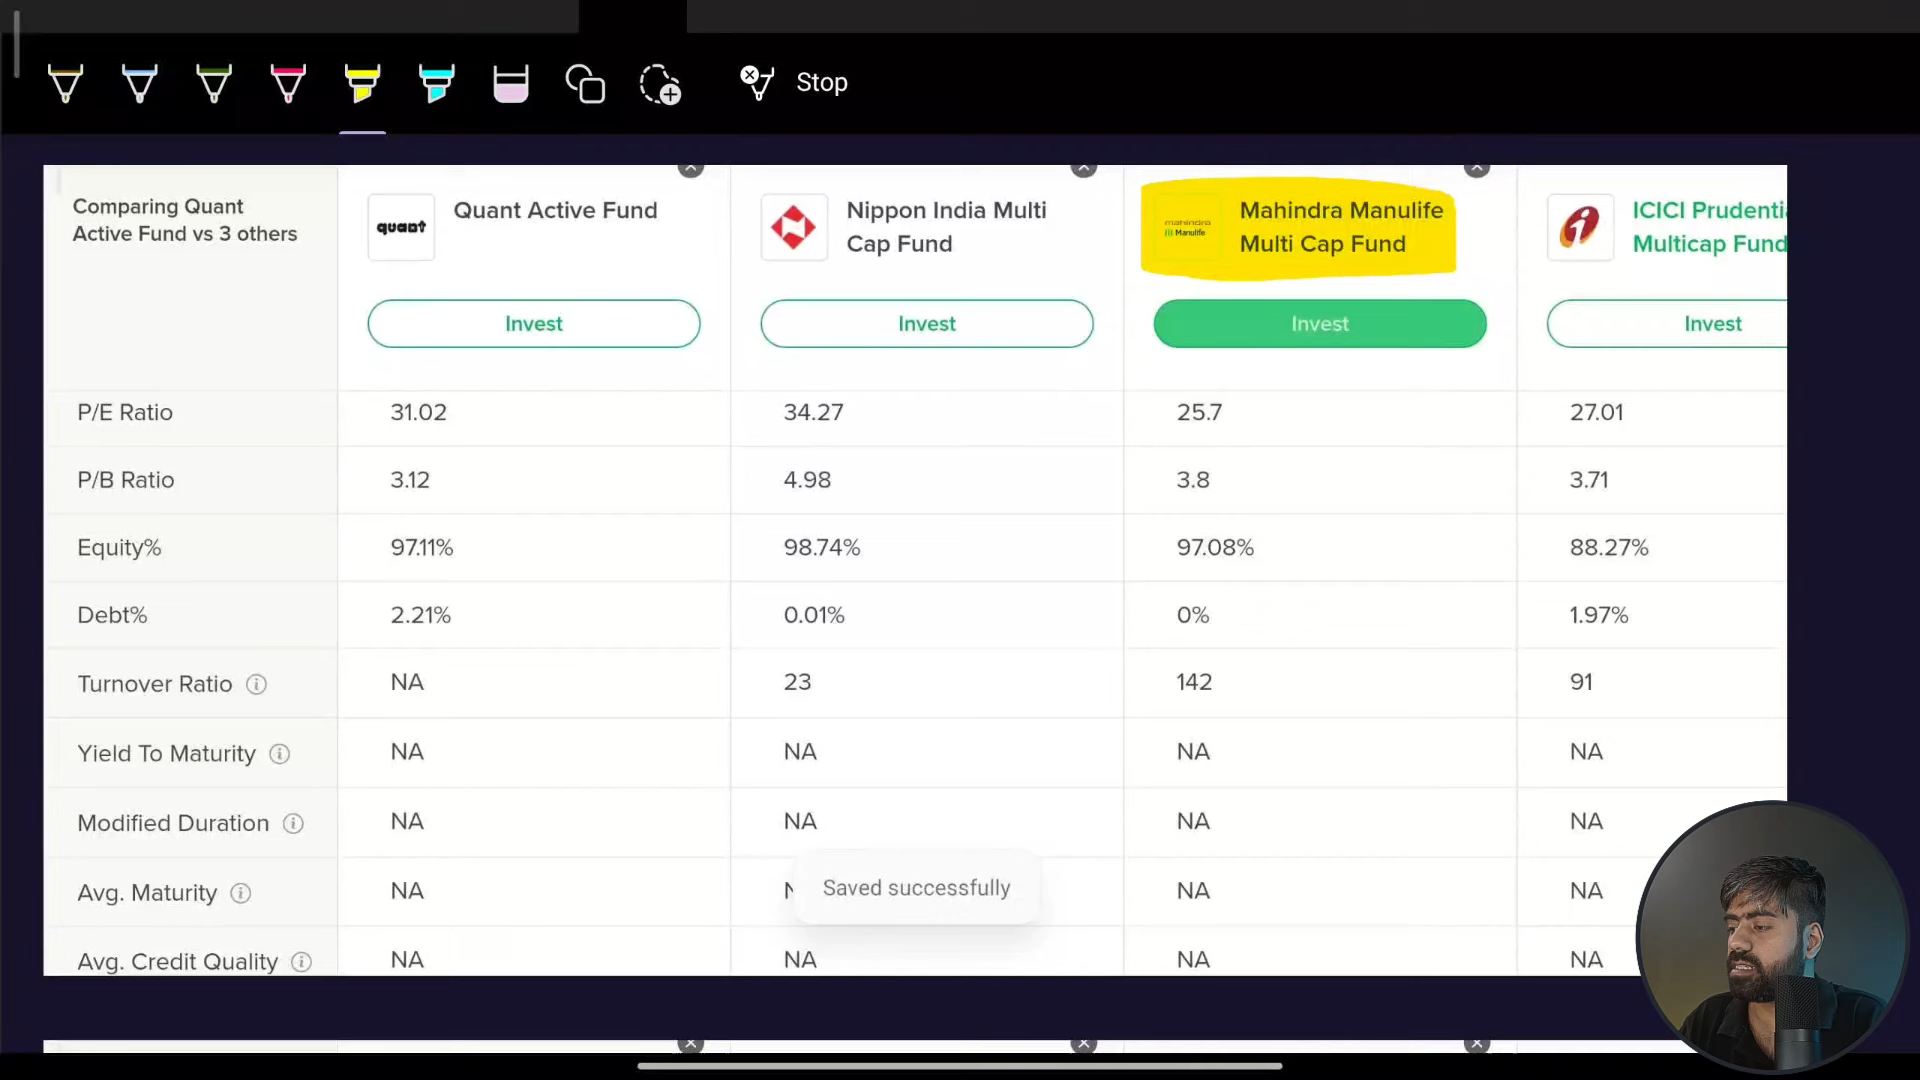 Stop
Comparing Quant
Active Fund vs 3 others
quant
Quant Active Fund
Nippon India Multi
Cap Fund
mahindra
Manulife
Mahindra Manulife
Multi Cap Fund
ICICI Prudenti
Multicap Fund
Invest
Invest
Invest
Invest
P/E Ratio 31.02 34.27 25.7 27.01
P/B Ratio 3.12 4.98 3.8 3.71
Equity% 97.11% 98.74% 97.08% 88.27%
Debt% 2.21% 0.01% 0% 1.97%
Turnover Ratio NA 23 142 91
Yield To Maturity NA NA NA NA
Modified Duration NA NA NA NA
Avg. Maturity NA NA NA
Saved successfully
Avg. Credit Quality NA NA NA NA